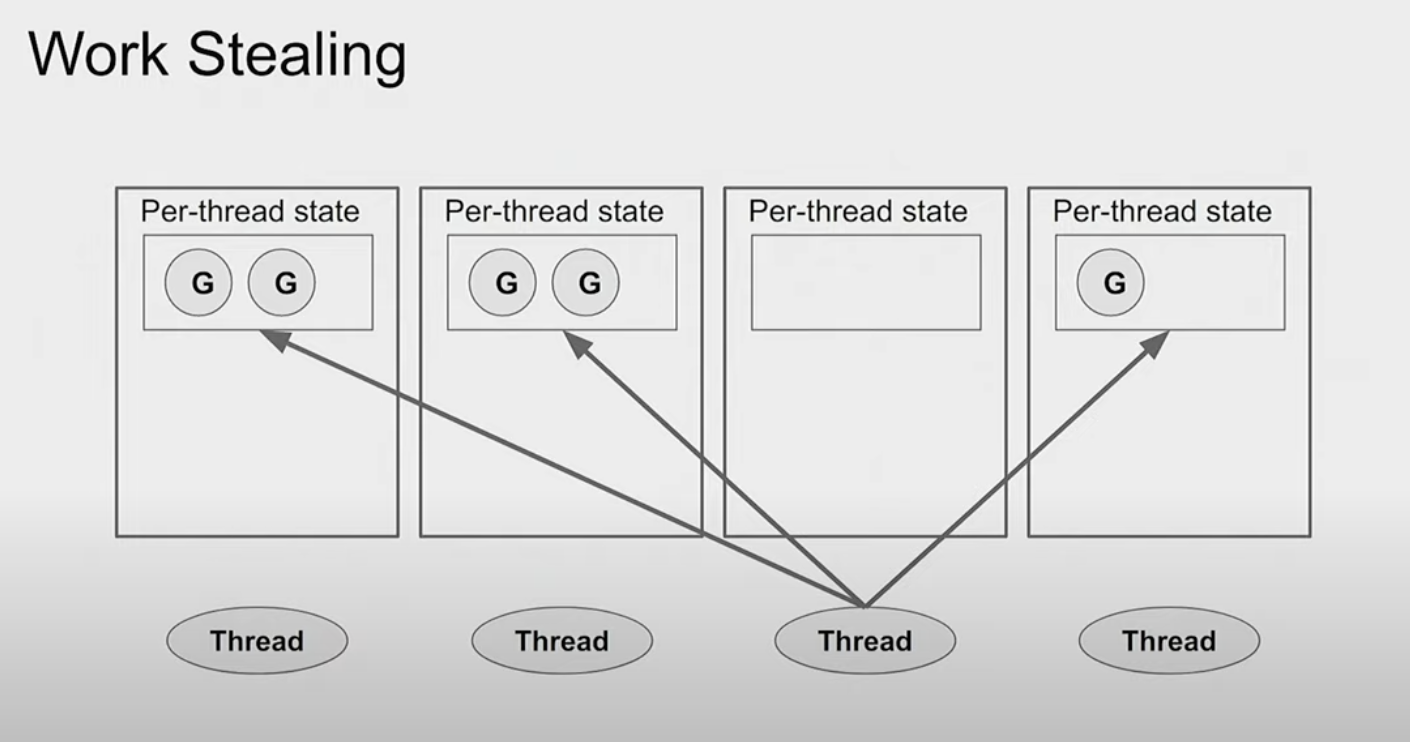 Work Stealing
Per-thread state
Per-thread state
Per-thread state
Per-thread state
G G
G G
G
Thread
Thread
Thread
Thread